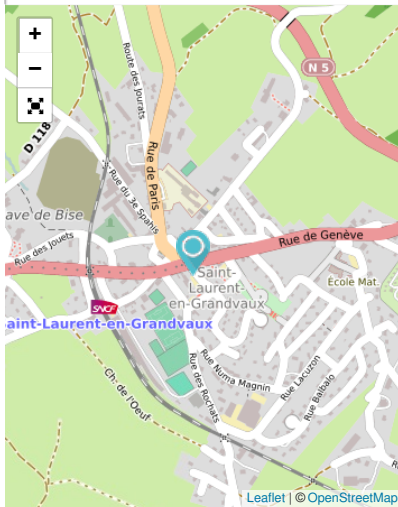 +
−
N 5
Route des Jourats
D 118
Rue de Paris
Rue du 3e Spahis
ave de Bise
Rue des Jouets
Rue de Genève
Saint-
Laurent-
en-Grandvaux
École Mat.
SNCF
aint-Laurent-en-Grandvaux
Rue Numa Magnin
Rue Lacuzon
Rue Balbalo
Rue des Rochats
Ch. de l'Oeuf
R
Leaflet | © OpenStreetMap